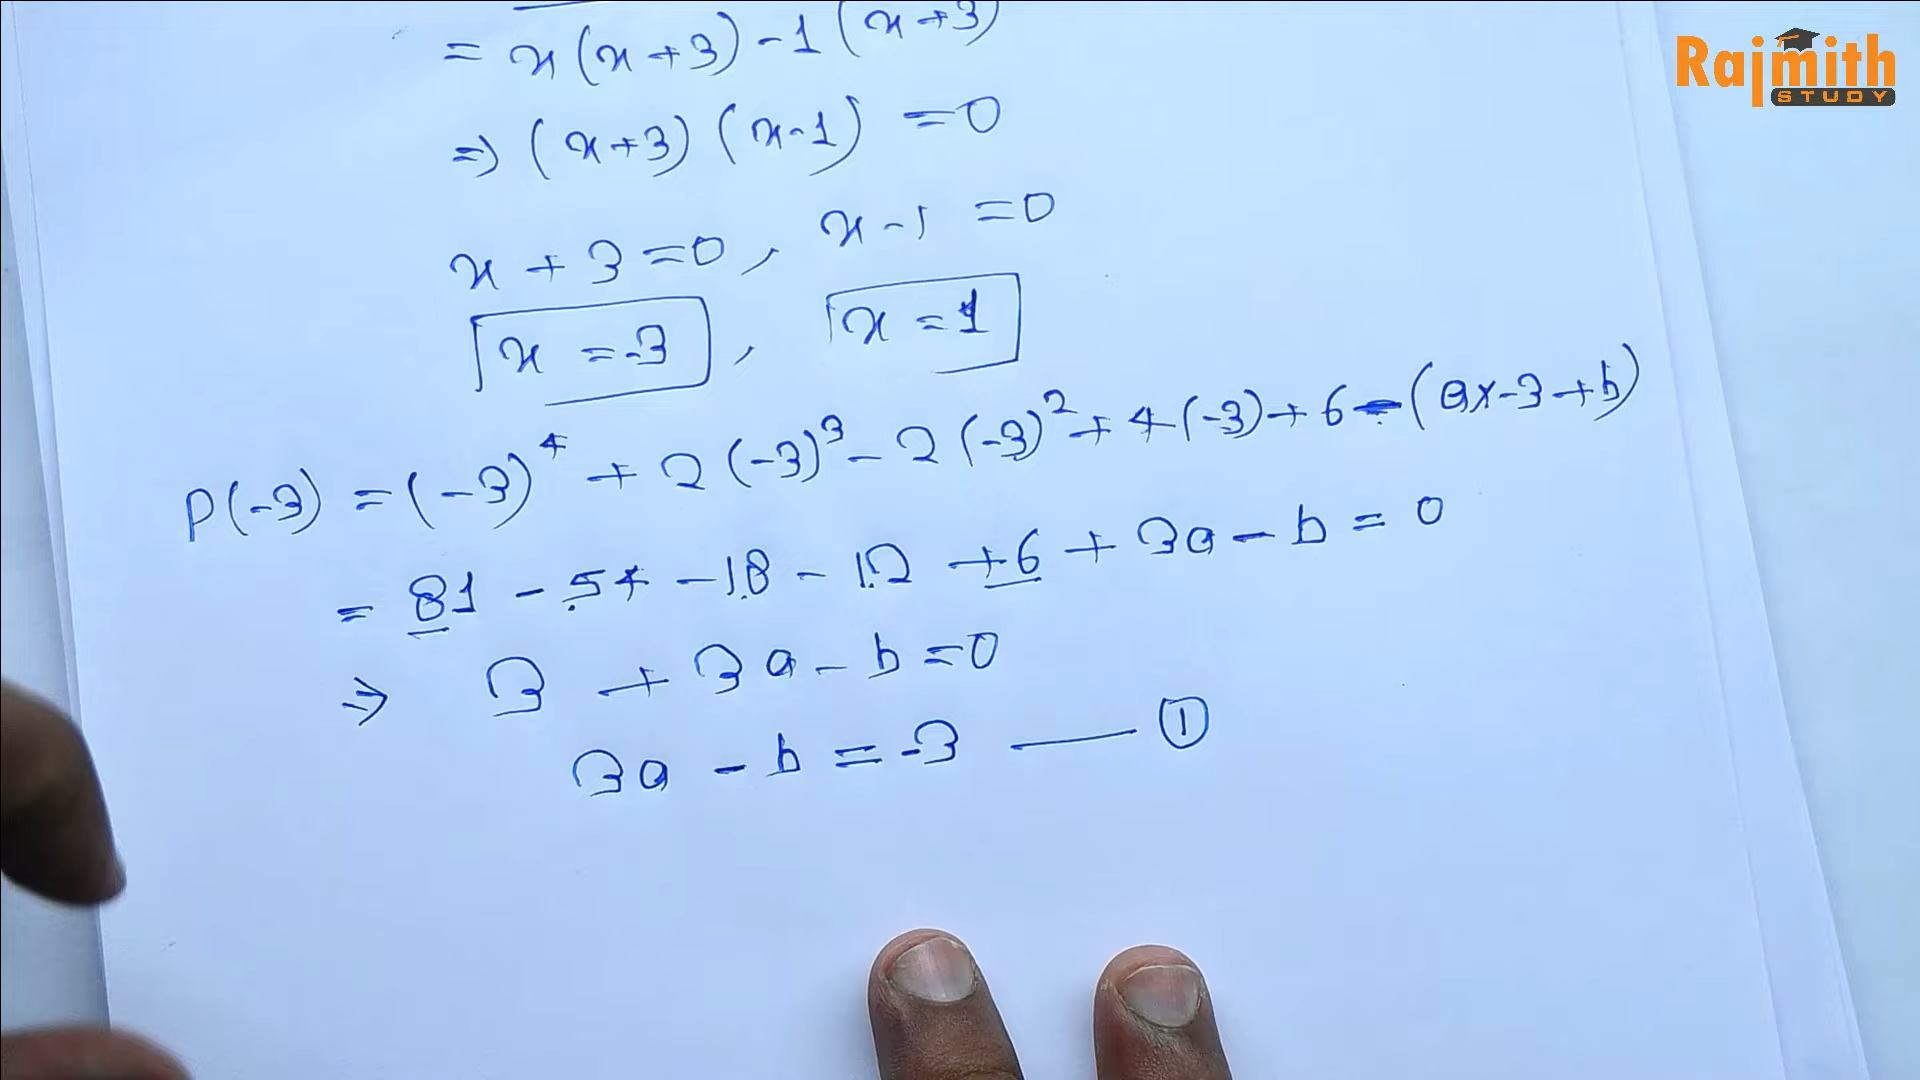 = x(x+3)-1(x+3)
⇒ (x+3) (x-1) =0
x + 3 =0, x-1 =0
x =-3, x =1
P(-3) =(-3)⁴ + 2(-3)³ - 2(-3)² + 4(-3)+6-(ax-3+b)
= 81 - 54 -18 - 12 +6 + 3a - b = 0
⇒ 3 + 3a - b =0
3a - b = -3 —— ①
Rajmith
STUDY